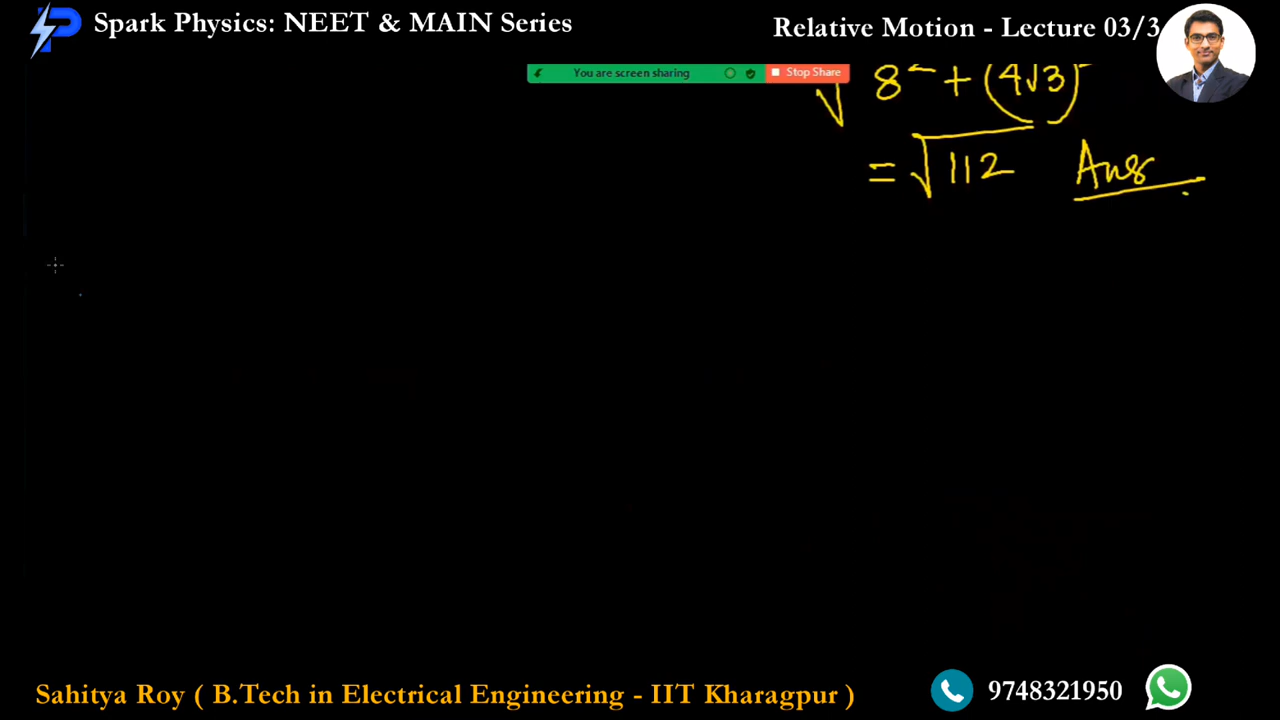 Spark Physics: NEET & MAIN Series
Relative Motion - Lecture 03/3
You are screen sharing
Stop Share
√8² + (4√3)²
= √112 Ans
Sahitya Roy ( B.Tech in Electrical Engineering - IIT Kharagpur )
9748321950